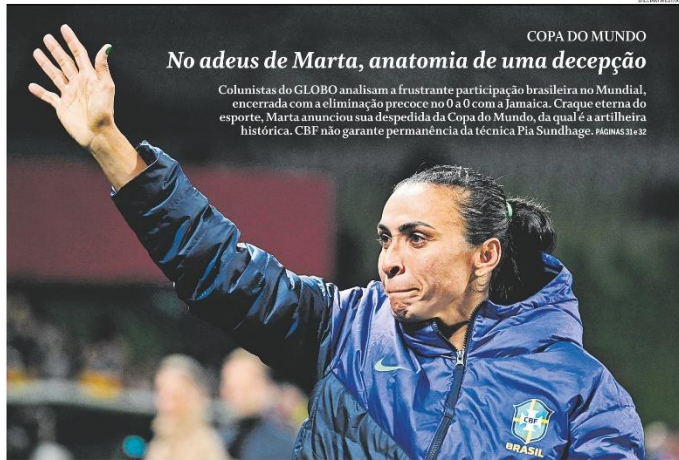 COPA DO MUNDO
No adeus de Marta, anatomia de uma decepção
Colunistas do GLOBO analisam a frustrante participação brasileira no Mundial,
encerrada com a eliminação precoce no 0 a 0 com a Jamaica. Craque eterna do
esporte, Marta anunciou sua despedida da Copa do Mundo, da qual é a artilheira
histórica. CBF não garante permanência da técnica Pia Sundhage. PÁGINAS 31 e 32
CBF
BRASIL